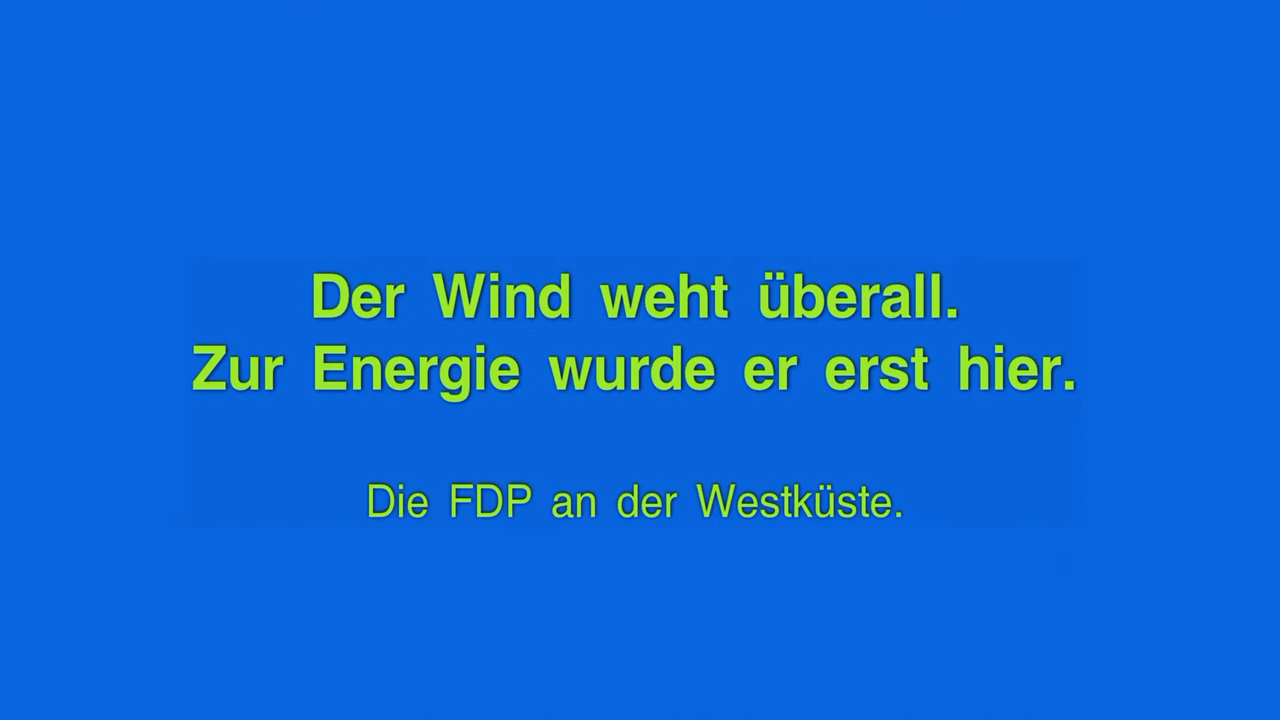 Der Wind weht überall.
Zur Energie wurde er erst hier.
Die FDP an der Westküste.